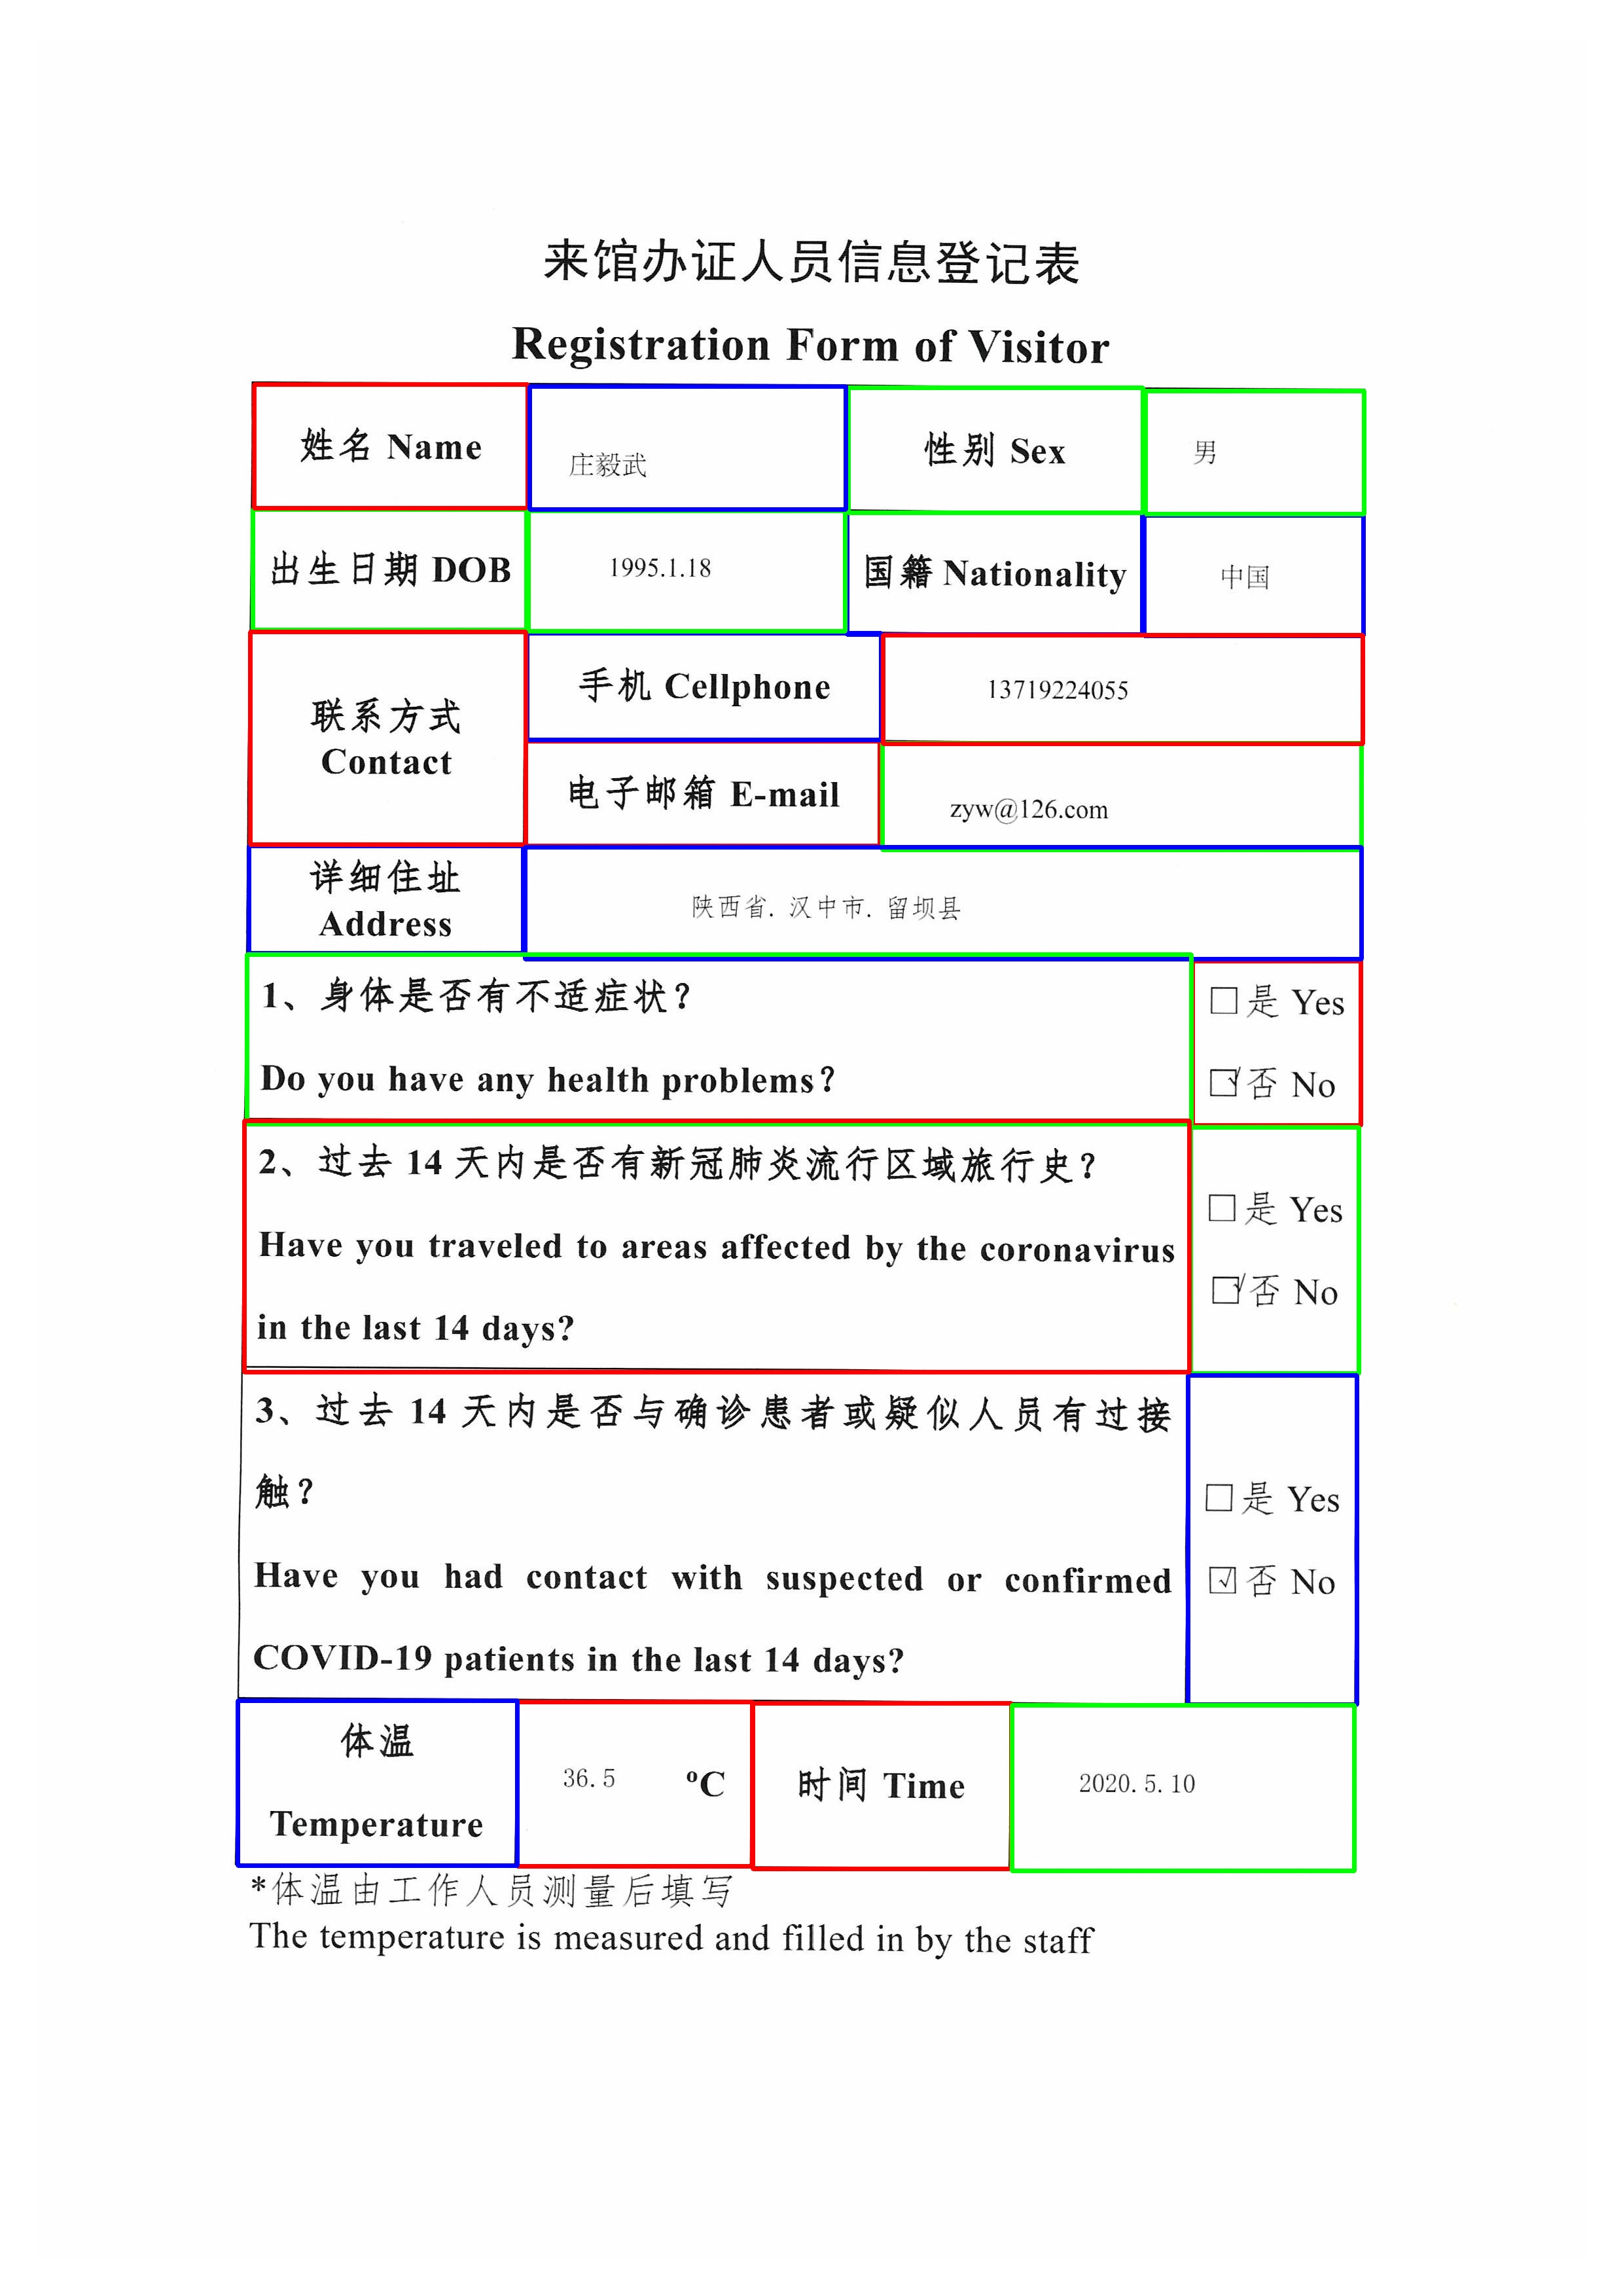 来馆办证人员信息登记表
Registration Form of Visitor
姓名 Name
庄毅武
性别 Sex
男
出生日期 DOB
1995.1.18
国籍 Nationality
中国
联系方式
Contact
手机 Cellphone
13719224055
电子邮箱 E-mail
zyw@126.com
详细住址
Address
陕西省. 汉中市. 留坝县
1、身体是否有不适症状?
Do you have any health problems?
□是 Yes
☑否 No
2、过去 14 天内是否有新冠肺炎流行区域旅行史?
Have you traveled to areas affected by the coronavirus
in the last 14 days?
□是 Yes
☑否 No
3、过去 14 天内是否与确诊患者或疑似人员有过接
触?
Have you had contact with suspected or confirmed
COVID-19 patients in the last 14 days?
□是 Yes
☑否 No
体温
Temperature
36.5 ºC
时间 Time
2020.5.10
*体温由工作人员测量后填写
The temperature is measured and filled in by the staff